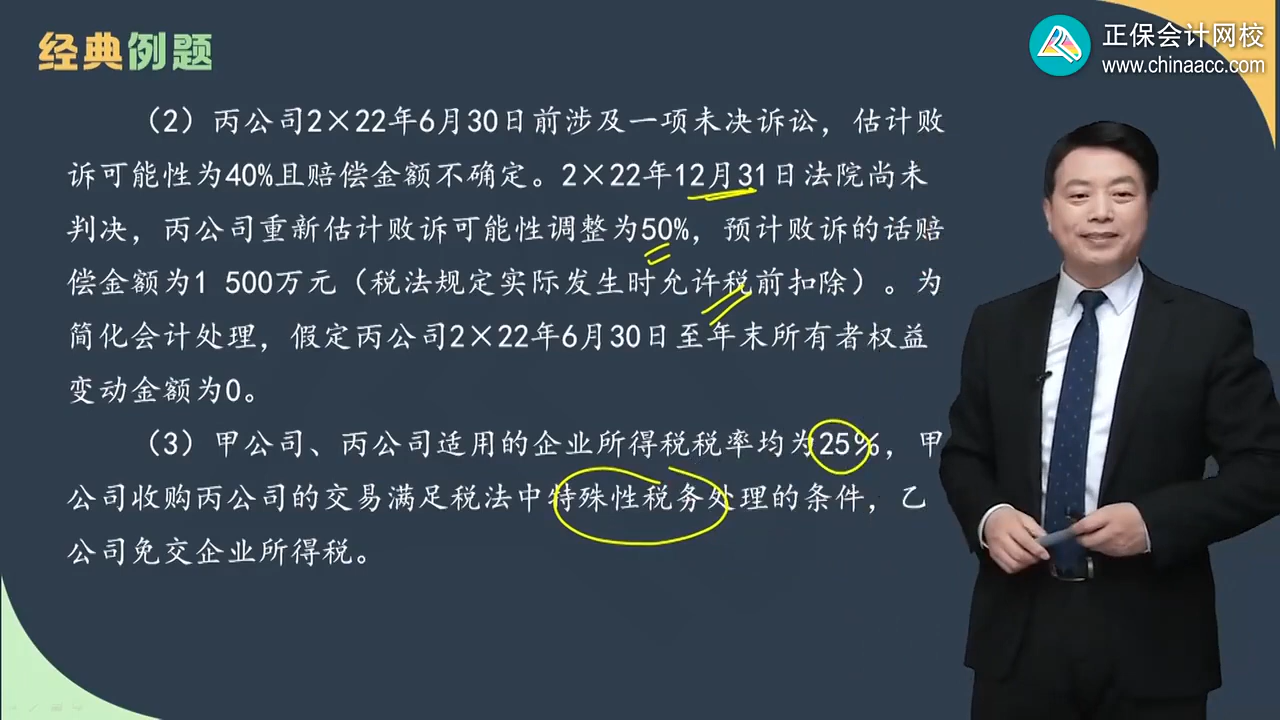 经典例题
正保会计网校
www.chinaacc.com
（2）丙公司2×22年6月30日前涉及一项未决诉讼，估计败
诉可能性为40%且赔偿金额不确定。2×22年12月31日法院尚未
判决，丙公司重新估计败诉可能性调整为50%，预计败诉的话赔
偿金额为1 500万元（税法规定实际发生时允许税前扣除）。为
简化会计处理，假定丙公司2×22年6月30日至年末所有者权益
变动金额为0。
（3）甲公司、丙公司适用的企业所得税税率均为25%，甲
公司收购丙公司的交易满足税法中特殊性税务处理的条件，乙
公司免交企业所得税。